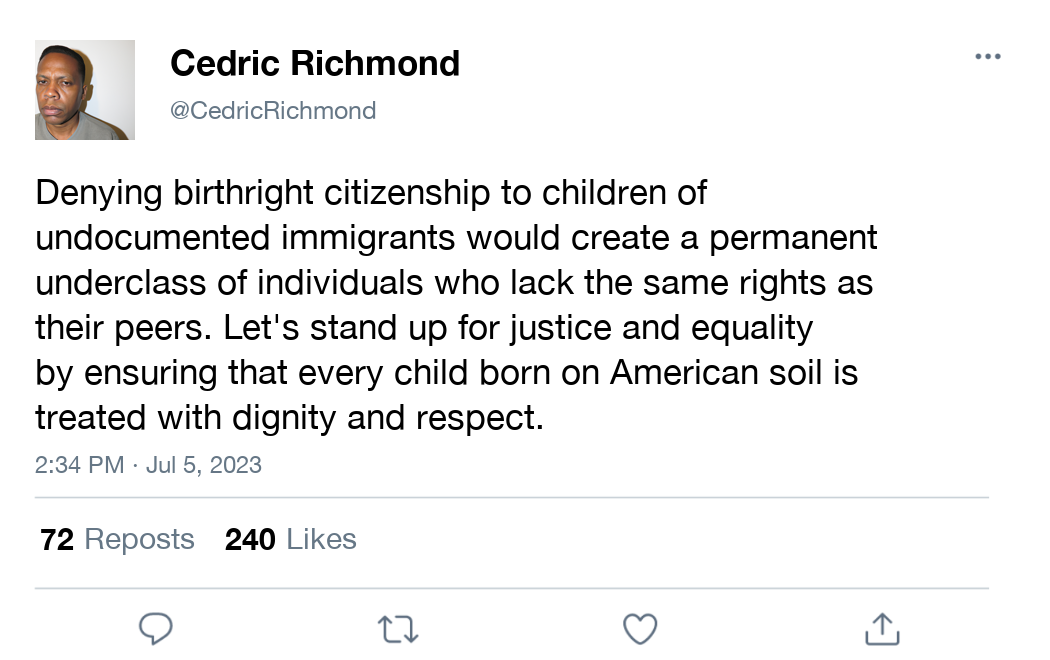 Cedric Richmond
@CedricRichmond
Denying birthright citizenship to children of
undocumented immigrants would create a permanent
underclass of individuals who lack the same rights as
their peers. Let's stand up for justice and equality
by ensuring that every child born on American soil is
treated with dignity and respect.
2:34 PM · Jul 5, 2023
72 Reposts 240 Likes